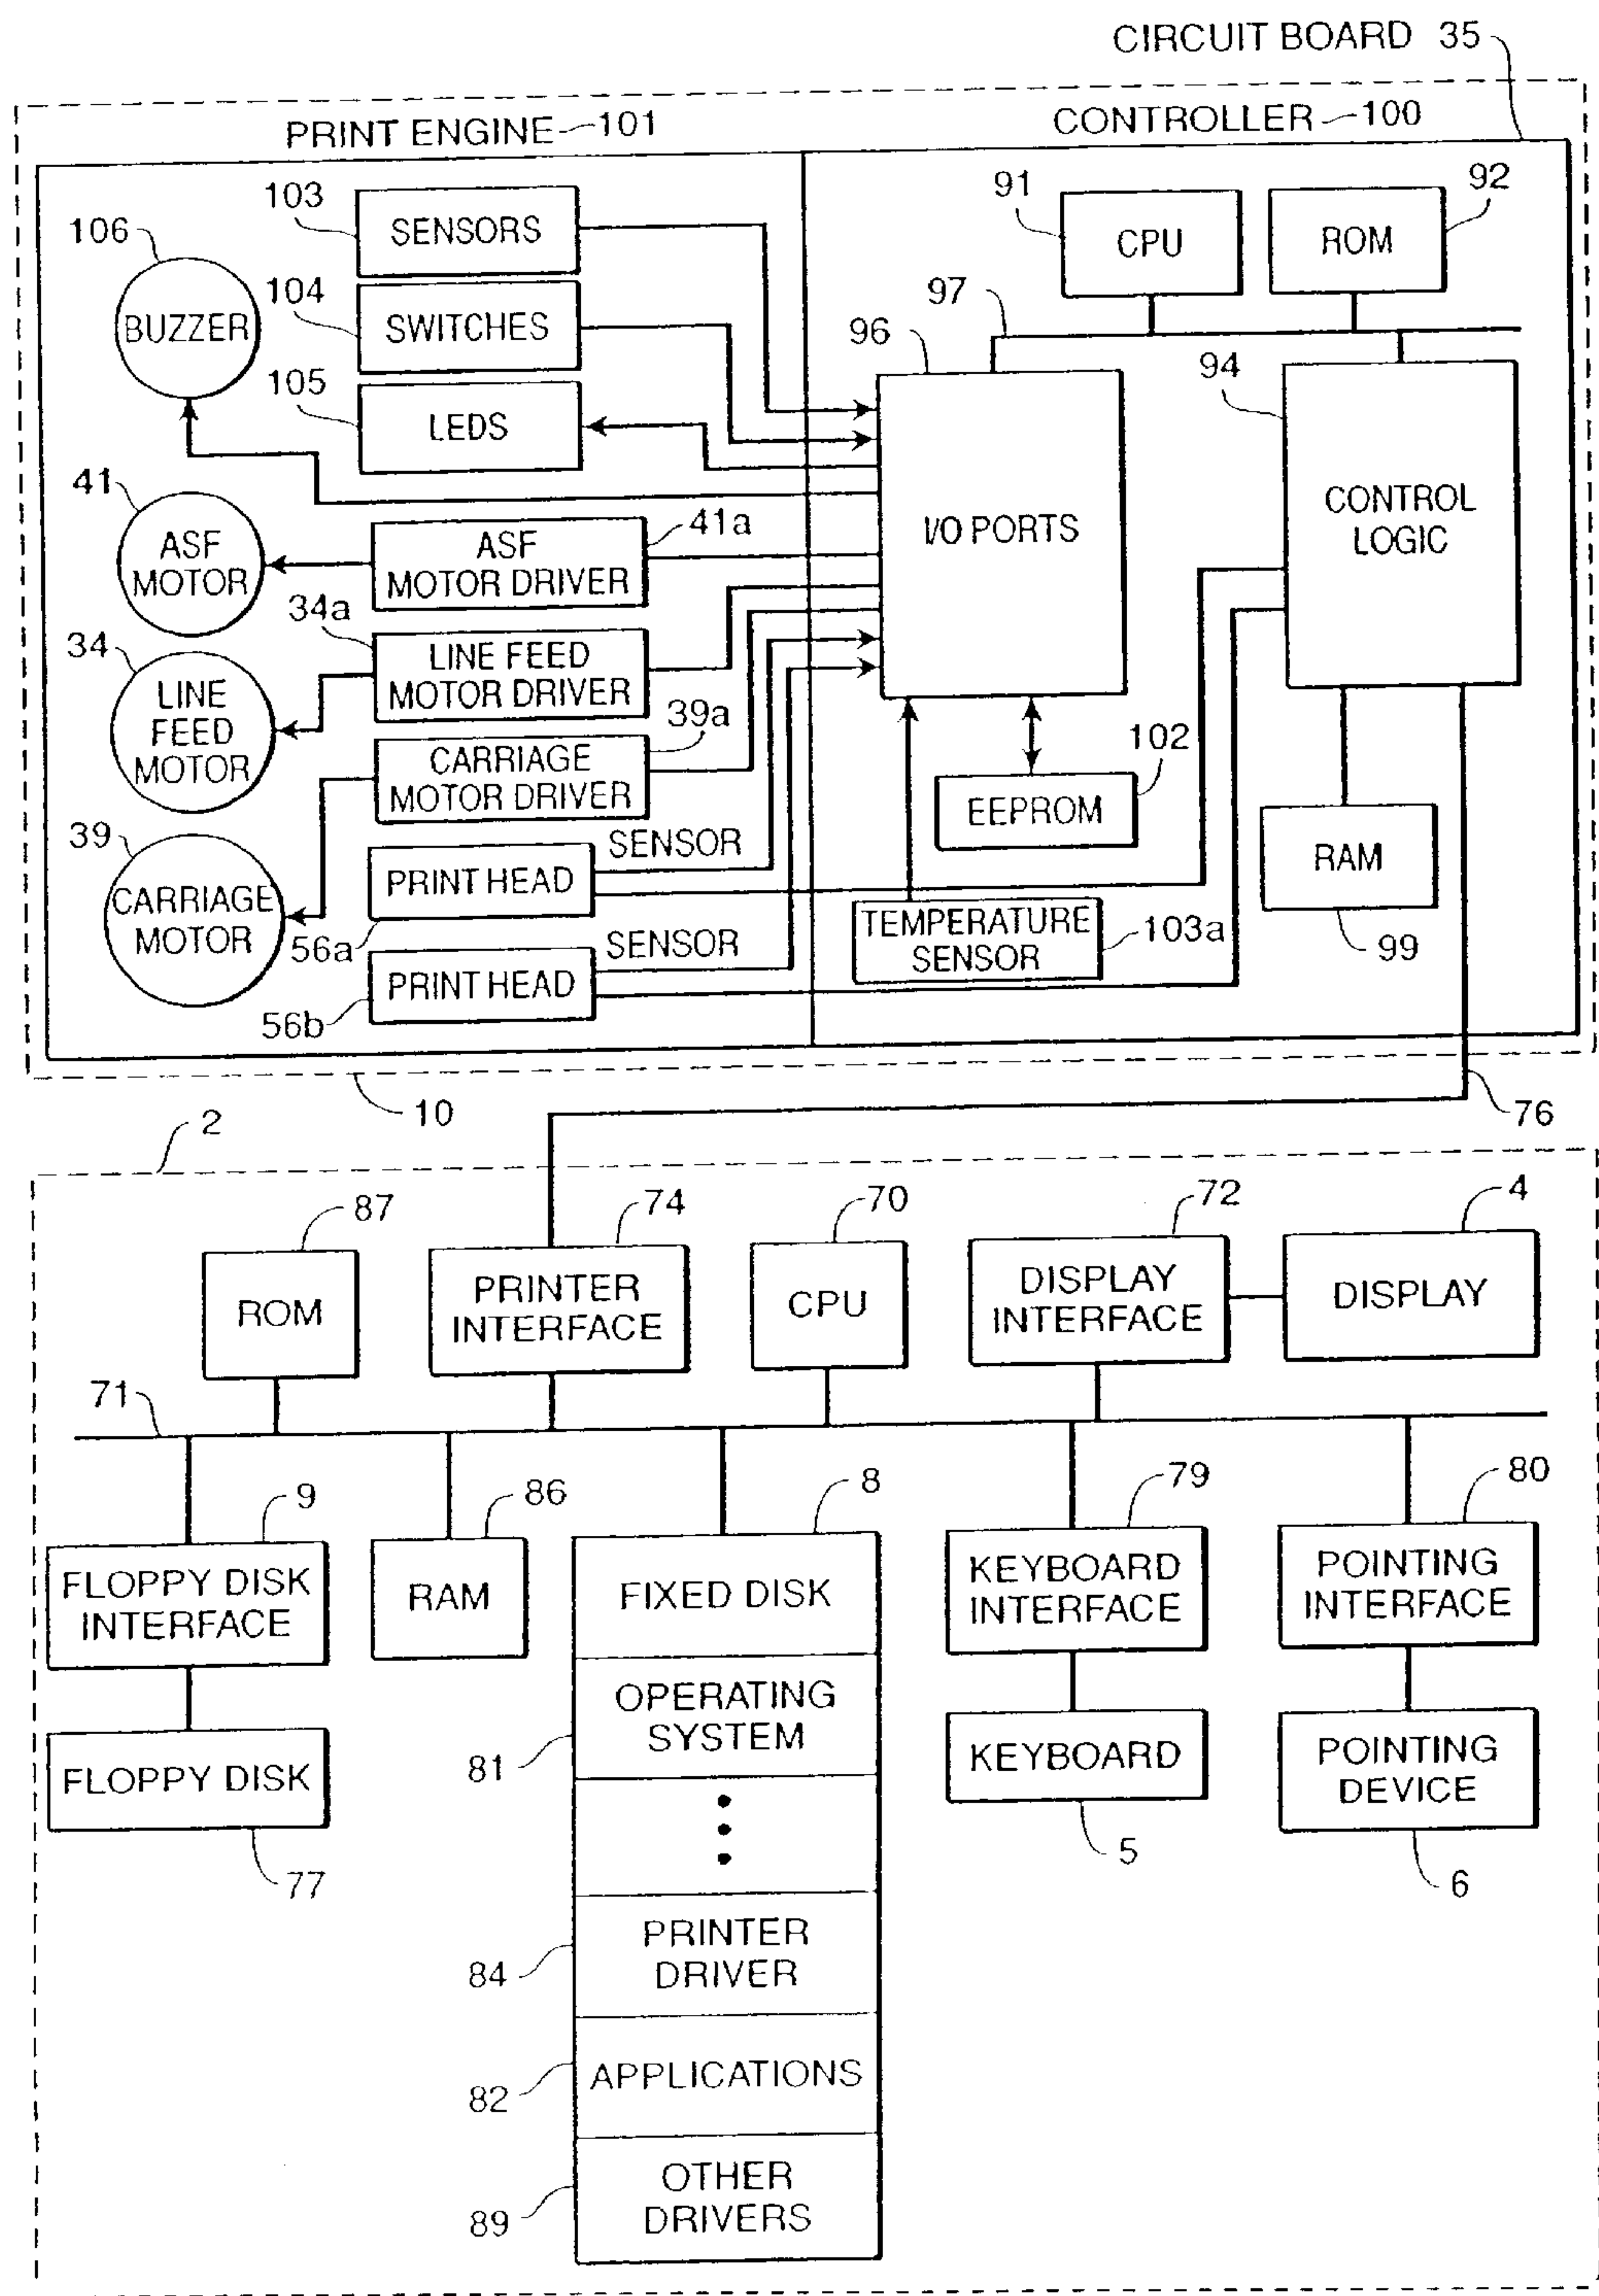 CIRCUIT BOARD 35
PRINT ENGINE 101
CONTROLLER 100
103
SENSORS
91
CPU
ROM
92
106
BUZZER
104
SWITCHES
97
96
105
LEDS
94
I/O PORTS
CONTROL
LOGIC
41
ASF
MOTOR
ASF
MOTOR DRIVER
41a
34a
34
LINE
FEED
MOTOR
LINE FEED
MOTOR DRIVER
39a
CARRIAGE
MOTOR DRIVER
102
EEPROM
39
CARRIAGE
MOTOR
SENSOR
PRINT HEAD
56a
RAM
99
TEMPERATURE
SENSOR
103a
SENSOR
PRINT HEAD
56b
10
76
2
87
ROM
74
PRINTER
INTERFACE
70
CPU
72
DISPLAY
INTERFACE
4
DISPLAY
71
9
FLOPPY DISK
INTERFACE
86
RAM
8
FIXED DISK
79
KEYBOARD
INTERFACE
80
POINTING
INTERFACE
OPERATING
SYSTEM
81
FLOPPY DISK
77
KEYBOARD
5
POINTING
DEVICE
6
PRINTER
DRIVER
84
APPLICATIONS
82
OTHER
DRIVERS
89